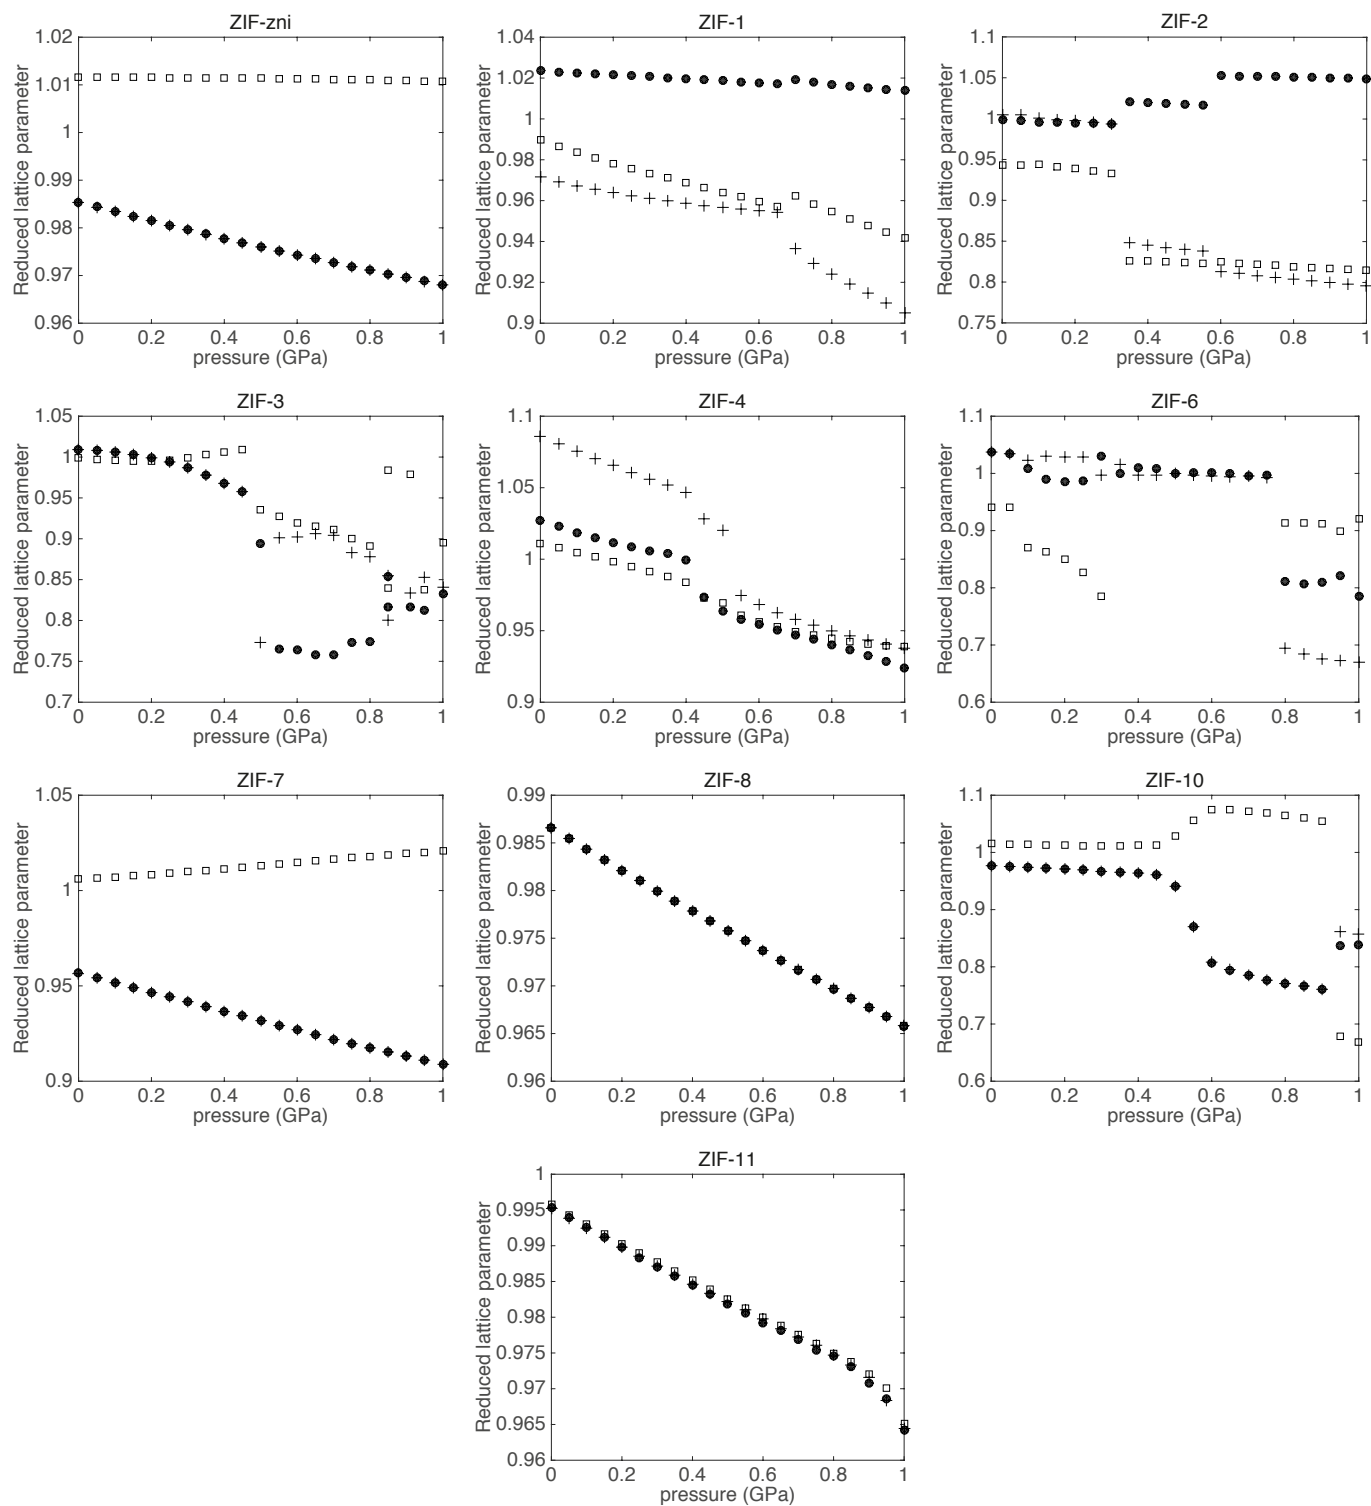 ZIF-zni
1.02
1.01
1
0.99
0.98
0.97
0.96
Reduced lattice parameter
0 0.2 0.4 0.6 0.8 1
pressure (GPa)
ZIF-1
1.04
1.02
1
0.98
0.96
0.94
0.92
0.9
Reduced lattice parameter
0 0.2 0.4 0.6 0.8 1
pressure (GPa)
ZIF-2
1.1
1.05
1
0.95
0.9
0.85
0.8
0.75
Reduced lattice parameter
0 0.2 0.4 0.6 0.8 1
pressure (GPa)
ZIF-3
1.05
1
0.95
0.9
0.85
0.8
0.75
0.7
Reduced lattice parameter
0 0.2 0.4 0.6 0.8 1
pressure (GPa)
ZIF-4
1.1
1.05
1
0.95
0.9
Reduced lattice parameter
0 0.2 0.4 0.6 0.8 1
pressure (GPa)
ZIF-6
1.1
1
0.9
0.8
0.7
0.6
Reduced lattice parameter
0 0.2 0.4 0.6 0.8 1
pressure (GPa)
ZIF-7
1.05
1
0.95
0.9
Reduced lattice parameter
0 0.2 0.4 0.6 0.8 1
pressure (GPa)
ZIF-8
0.99
0.985
0.98
0.975
0.97
0.965
0.96
Reduced lattice parameter
0 0.2 0.4 0.6 0.8 1
pressure (GPa)
ZIF-10
1.1
1
0.9
0.8
0.7
0.6
Reduced lattice parameter
0 0.2 0.4 0.6 0.8 1
pressure (GPa)
ZIF-11
1
0.995
0.99
0.985
0.98
0.975
0.97
0.965
0.96
Reduced lattice parameter
0 0.2 0.4 0.6 0.8 1
pressure (GPa)